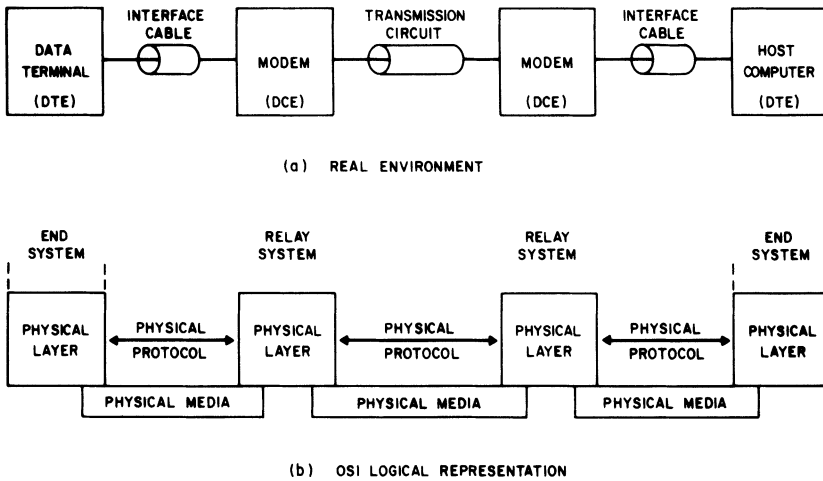 INTERFACE CABLE
TRANSMISSION CIRCUIT
INTERFACE CABLE
DATA TERMINAL (DTE)
MODEM (DCE)
MODEM (DCE)
HOST COMPUTER (DTE)
(a) REAL ENVIRONMENT
END SYSTEM
RELAY SYSTEM
RELAY SYSTEM
END SYSTEM
PHYSICAL LAYER
PHYSICAL PROTOCOL
PHYSICAL LAYER
PHYSICAL PROTOCOL
PHYSICAL LAYER
PHYSICAL PROTOCOL
PHYSICAL LAYER
PHYSICAL MEDIA
PHYSICAL MEDIA
PHYSICAL MEDIA
(b) OSI LOGICAL REPRESENTATION